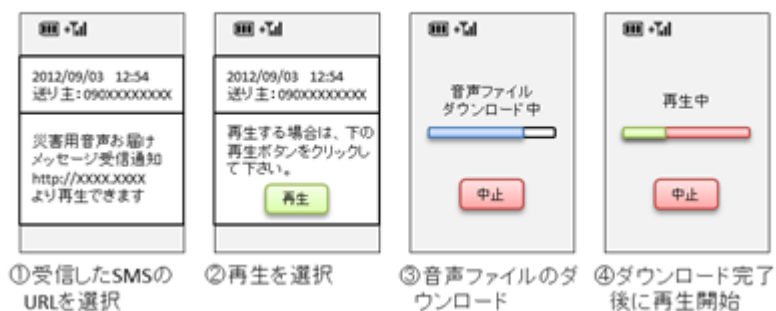 2012/09/03 12:54
送り主:090XXXXXXXXX
災害用音声お届け
メッセージ受信通知
http://XXXX.XXXX
より再生できます
①受信したSMSの
URLを選択
2012/09/03 12:54
送り主:090XXXXXXXXX
再生する場合は、下の
再生ボタンをクリックし
て下さい。
再生
②再生を選択
音声ファイル
ダウンロード中
中止
③音声ファイルのダ
ウンロード
再生中
中止
④ダウンロード完了
後に再生開始